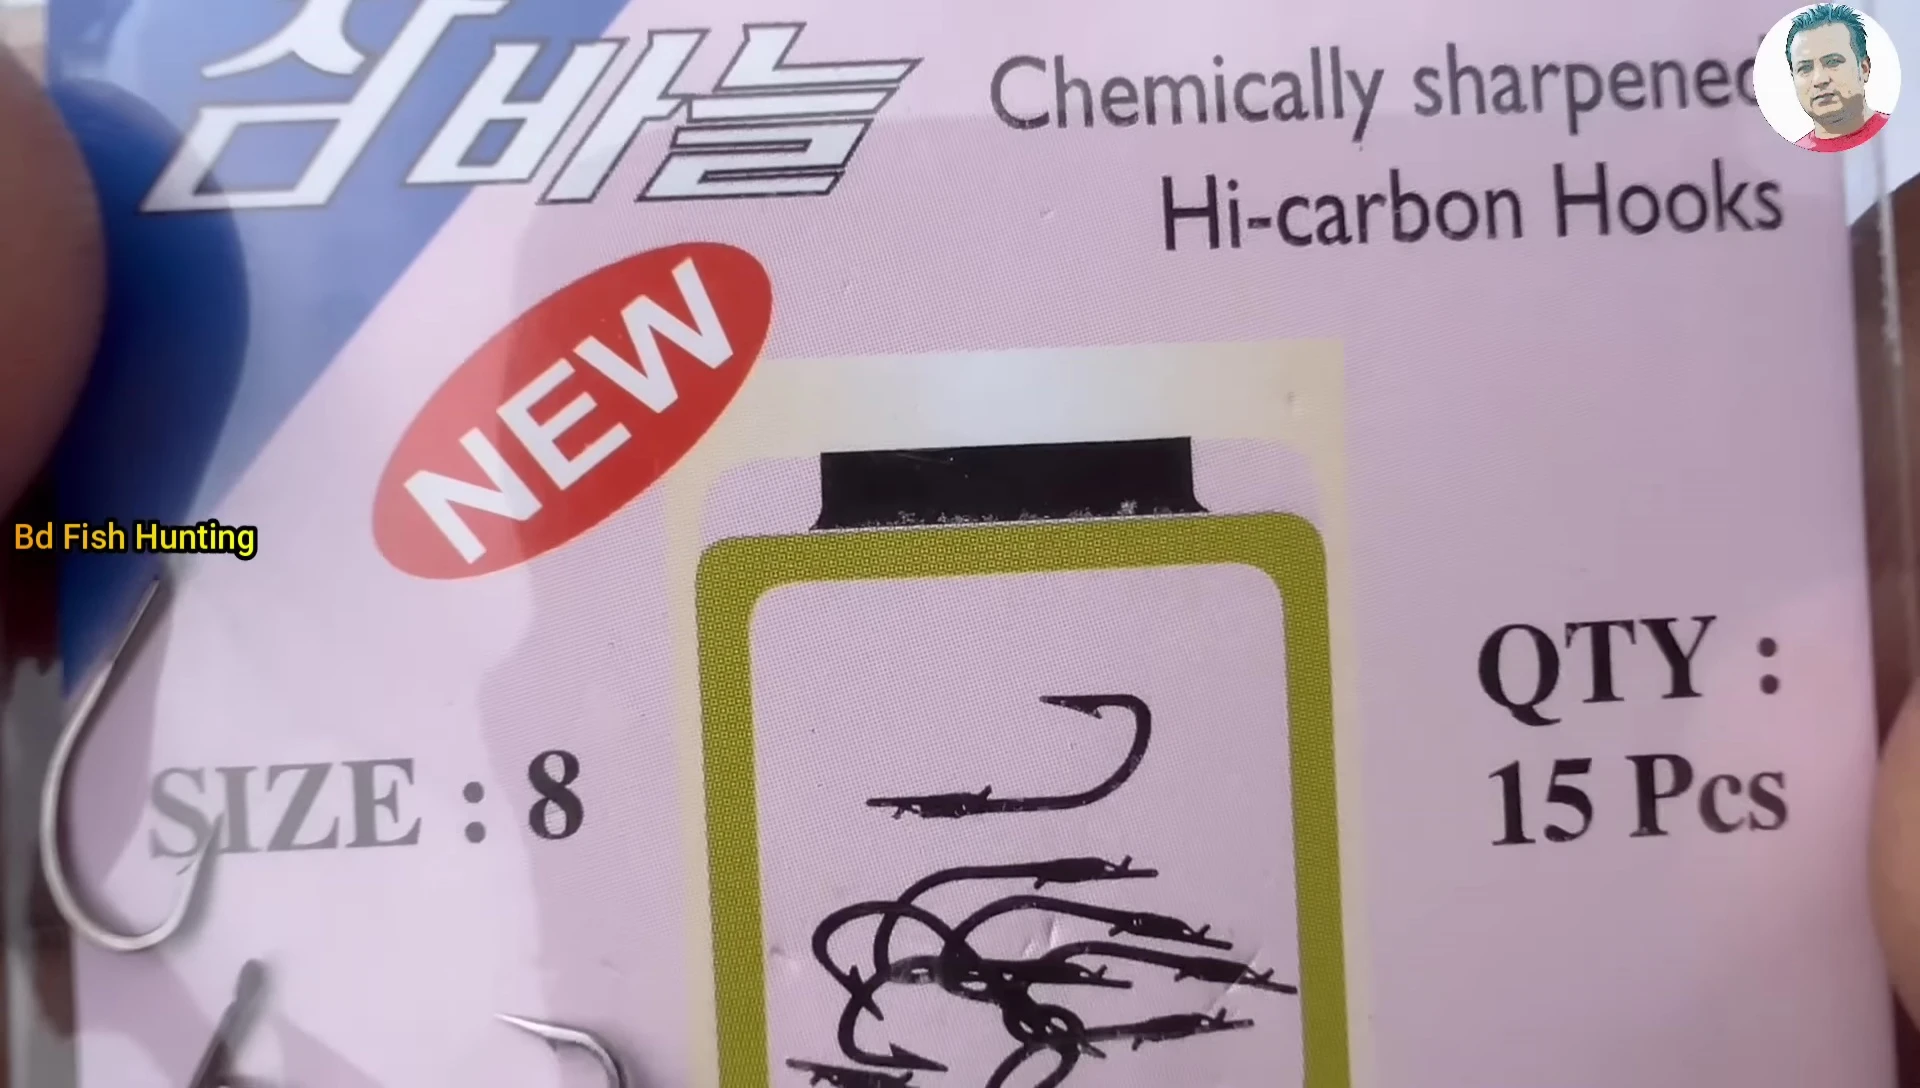 삼바늘
Chemically sharpened
Hi-carbon Hooks
NEW
Bd Fish Hunting
SIZE : 8
QTY :
15 Pcs